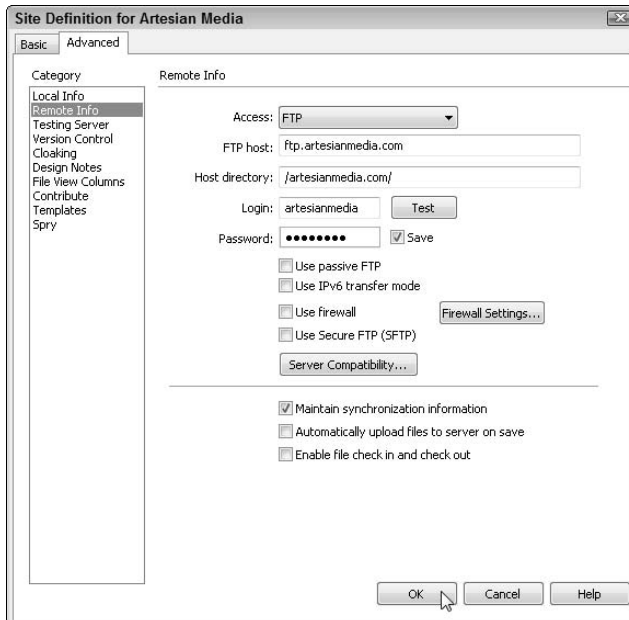 Site Definition for Artesian Media
Basic
Advanced
Category
Local Info
Remote Info
Testing Server
Version Control
Cloaking
Design Notes
File View Columns
Contribute
Templates
Spry
Remote Info
Access: FTP
FTP host: ftp.artesianmedia.com
Host directory: /artesianmedia.com/
Login: artesianmedia Test
Password: ●●●●●●●● Save
Use passive FTP
Use IPv6 transfer mode
Use firewall Firewall Settings...
Use Secure FTP (SFTP)
Server Compatibility...
Maintain synchronization information
Automatically upload files to server on save
Enable file check in and check out
OK Cancel Help